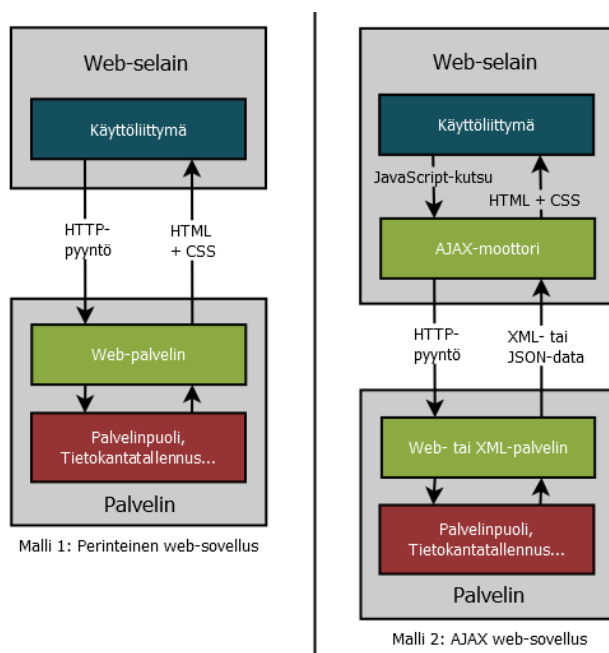 Web-selain
Käyttöliittymä
HTTP-
pyyntö
HTML
+ CSS
Web-palvelin
Palvelinpuoli,
Tietokantatallennus...
Palvelin
Malli 1: Perinteinen web-sovellus
Web-selain
Käyttöliittymä
JavaScript-kutsu
HTML + CSS
AJAX-moottori
HTTP-
pyyntö
XML- tai
JSON-data
Web- tai XML-palvelin
Palvelinpuoli,
Tietokantatallennus...
Palvelin
Malli 2: AJAX web-sovellus